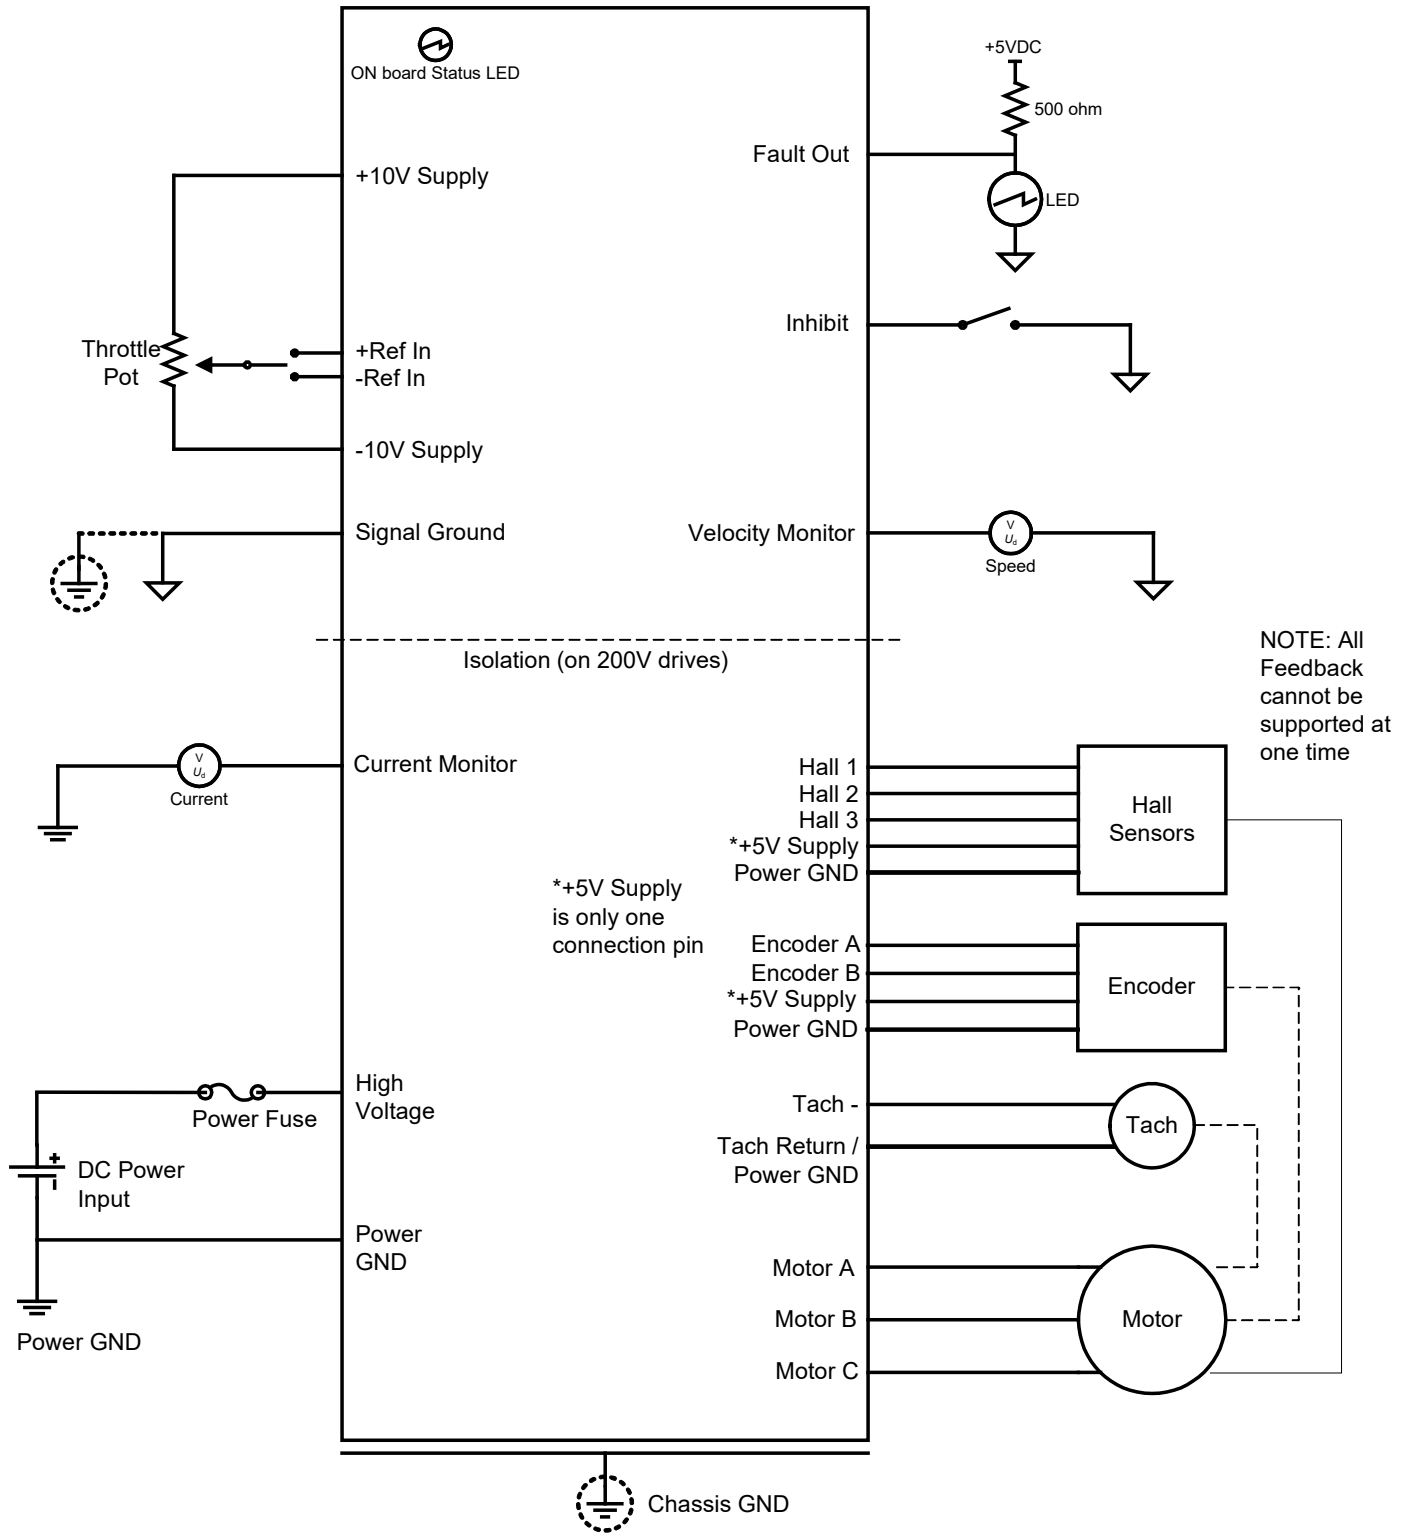 ON board Status LED
+5VDC
500 ohm
Fault Out
LED
+10V Supply
Inhibit
Throttle
Pot
+Ref In
-Ref In
-10V Supply
Signal Ground
Velocity Monitor
V
Ud
Speed
Isolation (on 200V drives)
NOTE: All
Feedback
cannot be
supported at
one time
V
Ud
Current
Current Monitor
Hall 1
Hall 2
Hall 3
*+5V Supply
Power GND
Hall
Sensors
*+5V Supply
is only one
connection pin
Encoder A
Encoder B
*+5V Supply
Power GND
Encoder
High
Voltage
Power Fuse
Tach -
Tach Return /
Power GND
Tach
+
DC Power
Input
Power
GND
Power GND
Motor A
Motor B
Motor C
Motor
Chassis GND